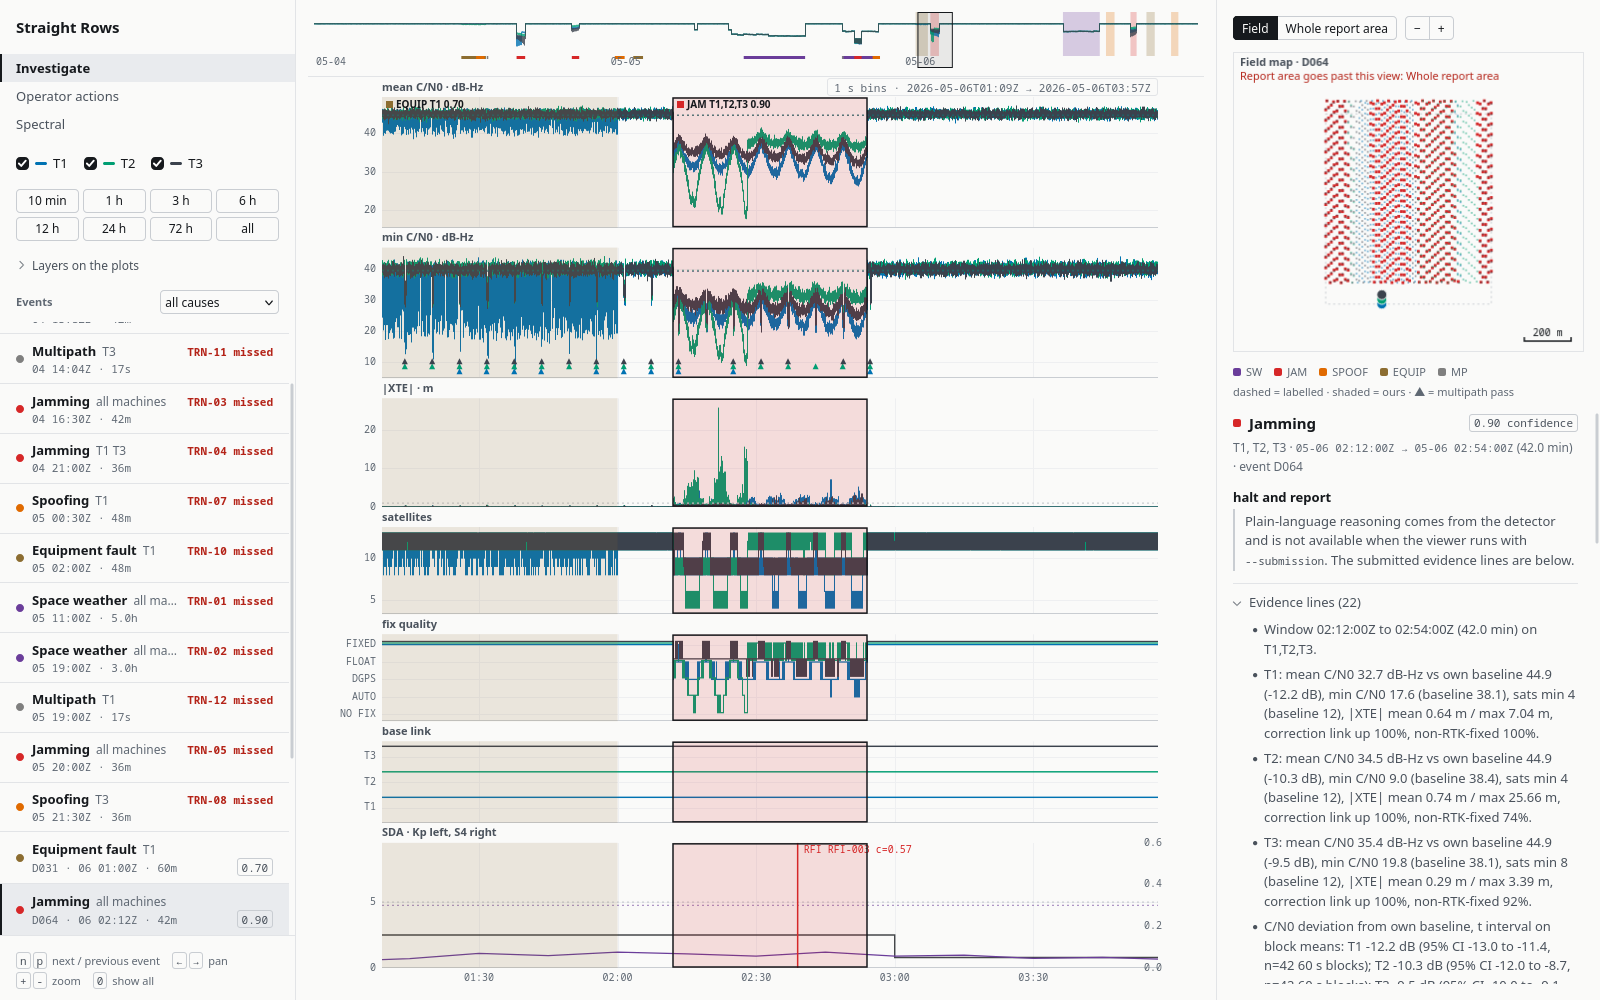 Straight Rows
Investigate
Operator actions
Spectral
T1 T2 T3
10 min 1 h 3 h 6 h
12 h 24 h 72 h all
Layers on the plots
Events all causes
Multipath T3 TRN-11 missed
04 14:04Z · 17s
Jamming all machines TRN-03 missed
04 16:30Z · 42m
Jamming T1 T3 TRN-04 missed
04 21:00Z · 36m
Spoofing T1 TRN-07 missed
05 00:30Z · 48m
Equipment fault T1 TRN-10 missed
05 02:00Z · 48m
Space weather all ma... TRN-01 missed
05 11:00Z · 5.0h
Space weather all ma... TRN-02 missed
05 19:00Z · 3.0h
Multipath T1 TRN-12 missed
05 19:00Z · 17s
Jamming all machines TRN-05 missed
05 20:00Z · 36m
Spoofing T3 TRN-08 missed
05 21:30Z · 36m
Equipment fault T1
D031 · 06 01:00Z · 60m 0.70
Jamming all machines
D064 · 06 02:12Z · 42m 0.90
n p next / previous event ← → pan
+ - zoom 0 show all
05-04 05-05 05-06
mean C/N0 · dB-Hz
1 s bins · 2026-05-06T01:09Z → 2026-05-06T03:57Z
EQUIP T1 0.70 JAM T1,T2,T3 0.90
40
30
20
min C/N0 · dB-Hz
40
30
20
10
|XTE| · m
20
10
0
satellites
10
5
fix quality
FIXED
FLOAT
DGPS
AUTO
NO FIX
base link
T3
T2
T1
SDA · Kp left, S4 right
RFI RFI-003 c=0.57
0.6
0.4
5
0.2
0 0.0
01:30 02:00 02:30 03:00 03:30
Field Whole report area − +
Field map · D064
Report area goes past this view: Whole report area
200 m
SW JAM SPOOF EQUIP MP
dashed = labelled · shaded = ours · ▲ = multipath pass
Jamming 0.90 confidence
T1, T2, T3 · 05-06 02:12:00Z → 05-06 02:54:00Z (42.0 min)
· event D064
halt and report
Plain-language reasoning comes from the detector
and is not available when the viewer runs with
--submission. The submitted evidence lines are below.
Evidence lines (22)
• Window 02:12:00Z to 02:54:00Z (42.0 min) on
T1,T2,T3.
• T1: mean C/N0 32.7 dB-Hz vs own baseline 44.9
(-12.2 dB), min C/N0 17.6 (baseline 38.1), sats min 4
(baseline 12), |XTE| mean 0.64 m / max 7.04 m,
correction link up 100%, non-RTK-fixed 100%.
• T2: mean C/N0 34.5 dB-Hz vs own baseline 44.9
(-10.3 dB), min C/N0 9.0 (baseline 38.4), sats min 4
(baseline 12), |XTE| mean 0.74 m / max 25.66 m,
correction link up 100%, non-RTK-fixed 74%.
• T3: mean C/N0 35.4 dB-Hz vs own baseline 44.9
(-9.5 dB), min C/N0 19.8 (baseline 38.1), sats min 8
(baseline 12), |XTE| mean 0.29 m / max 3.39 m,
correction link up 100%, non-RTK-fixed 92%.
• C/N0 deviation from own baseline, t interval on
block means: T1 -12.2 dB (95% CI -13.0 to -11.4,
n=42 60 s blocks); T2 -10.3 dB (95% CI -12.0 to -8.7,